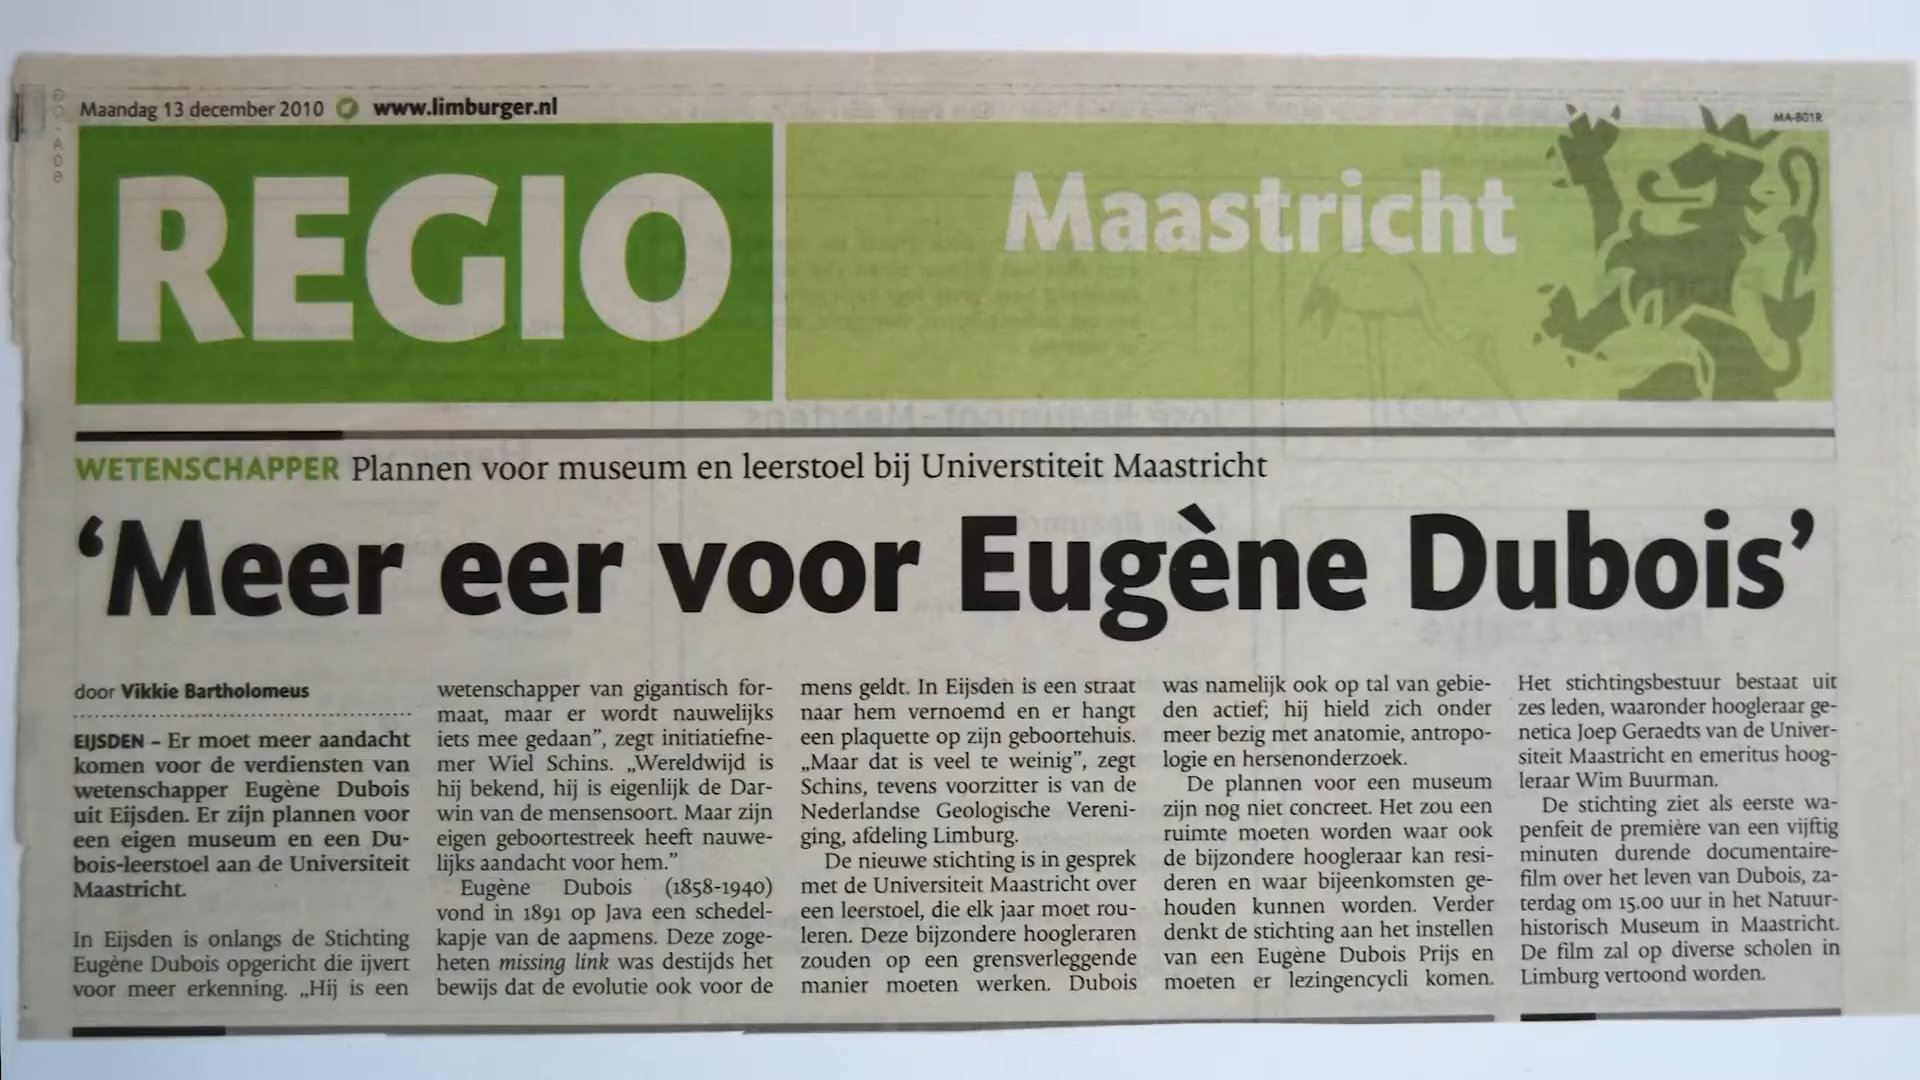 Maandag 13 december 2010 www.limburger.nl
MA-B01R
REGIO
Maastricht
WETENSCHAPPER Plannen voor museum en leerstoel bij Universtiteit Maastricht
‘Meer eer voor Eugène Dubois’
door Vikkie Bartholomeus
EIJSDEN – Er moet meer aandacht
komen voor de verdiensten van
wetenschapper Eugène Dubois
uit Eijsden. Er zijn plannen voor
een eigen museum en een Du-
bois-leerstoel aan de Universiteit
Maastricht.
In Eijsden is onlangs de Stichting
Eugène Dubois opgericht die ijvert
voor meer erkenning. „Hij is een
wetenschapper van gigantisch for-
maat, maar er wordt nauwelijks
iets mee gedaan”, zegt initiatiefne-
mer Wiel Schins. „Wereldwijd is
hij bekend, hij is eigenlijk de Dar-
win van de mensensoort. Maar zijn
eigen geboortestreek heeft nauwe-
lijks aandacht voor hem.”
Eugène Dubois (1858-1940)
vond in 1891 op Java een schedel-
kapje van de aapmens. Deze zoge-
heten missing link was destijds het
bewijs dat de evolutie ook voor de
mens geldt. In Eijsden is een straat
naar hem vernoemd en er hangt
een plaquette op zijn geboortehuis.
„Maar dat is veel te weinig”, zegt
Schins, tevens voorzitter is van de
Nederlandse Geologische Vereni-
ging, afdeling Limburg.
De nieuwe stichting is in gesprek
met de Universiteit Maastricht over
een leerstoel, die elk jaar moet rou-
leren. Deze bijzondere hoogleraren
zouden op een grensverleggende
manier moeten werken. Dubois
was namelijk ook op tal van gebie-
den actief; hij hield zich onder
meer bezig met anatomie, antropo-
logie en hersenonderzoek.
De plannen voor een museum
zijn nog niet concreet. Het zou een
ruimte moeten worden waar ook
de bijzondere hoogleraar kan resi-
deren en waar bijeenkomsten ge-
houden kunnen worden. Verder
denkt de stichting aan het instellen
van een Eugène Dubois Prijs en
moeten er lezingencycli komen.
Het stichtingsbestuur bestaat uit
zes leden, waaronder hoogleraar ge-
netica Joep Geraedts van de Univer-
siteit Maastricht en emeritus hoog-
leraar Wim Buurman.
De stichting ziet als eerste wa-
penfeit de première van een vijftig
minuten durende documentaire-
film over het leven van Dubois, za-
terdag om 15.00 uur in het Natuur-
historisch Museum in Maastricht.
De film zal op diverse scholen in
Limburg vertoond worden.